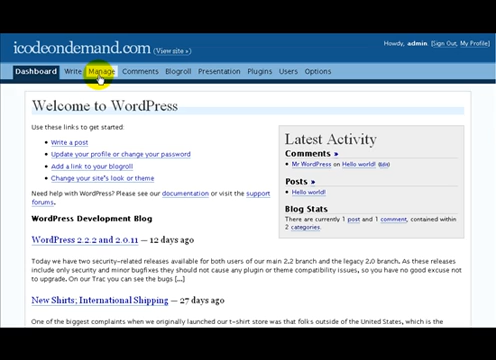 icodeondemand.com (View site »)
Howdy, admin. [Sign Out, My Profile]
Dashboard Write Manage Comments Blogroll Presentation Plugins Users Options
Welcome to WordPress
Use these links to get started:
• Write a post
• Update your profile or change your password
• Add a link to your blogroll
• Change your site's look or theme
Need help with WordPress? Please see our documentation or visit the support
forums.
Latest Activity
Comments »
• Mr WordPress on Hello world!
Posts »
• Hello world!
Blog Stats
There are currently 1 post and 1 comment, contained within
2 categories.
WordPress Development Blog
WordPress 2.2.2 and 2.0.11 — 12 days ago
Today we have two security-related releases available for both users of our main 2.2 branch and the legacy 2.0 branch. As these releases
include only security and minor bugfixes they should not cause any plugin or theme compatibility issues, so you have no good excuse not
to upgrade. On our Trac you can see the bugs [...]
New Shirts; International Shipping — 27 days ago
One of the biggest complaints when we originally launched our t-shirt store was that folks outside of the United States, which is the